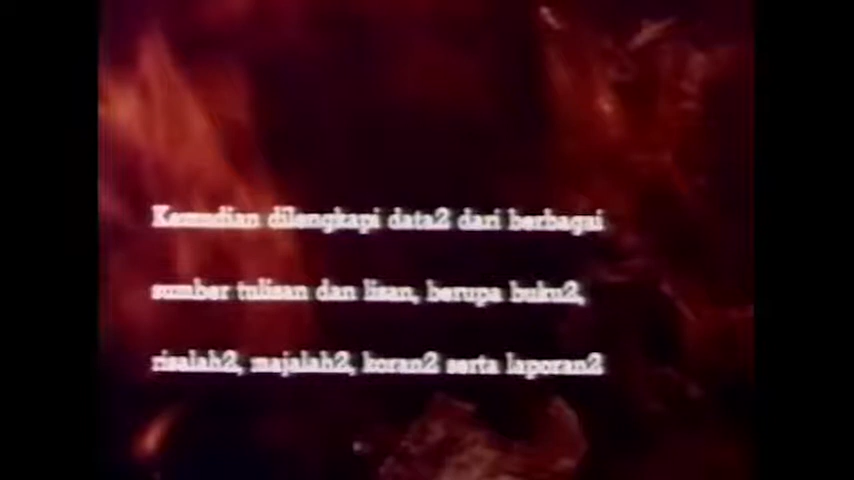 Kemudian dilengkapi data2 dari berbagai
sumber tulisan dan lisan, berupa buku2,
risalah2, majalah2, koran2 serta laporan2